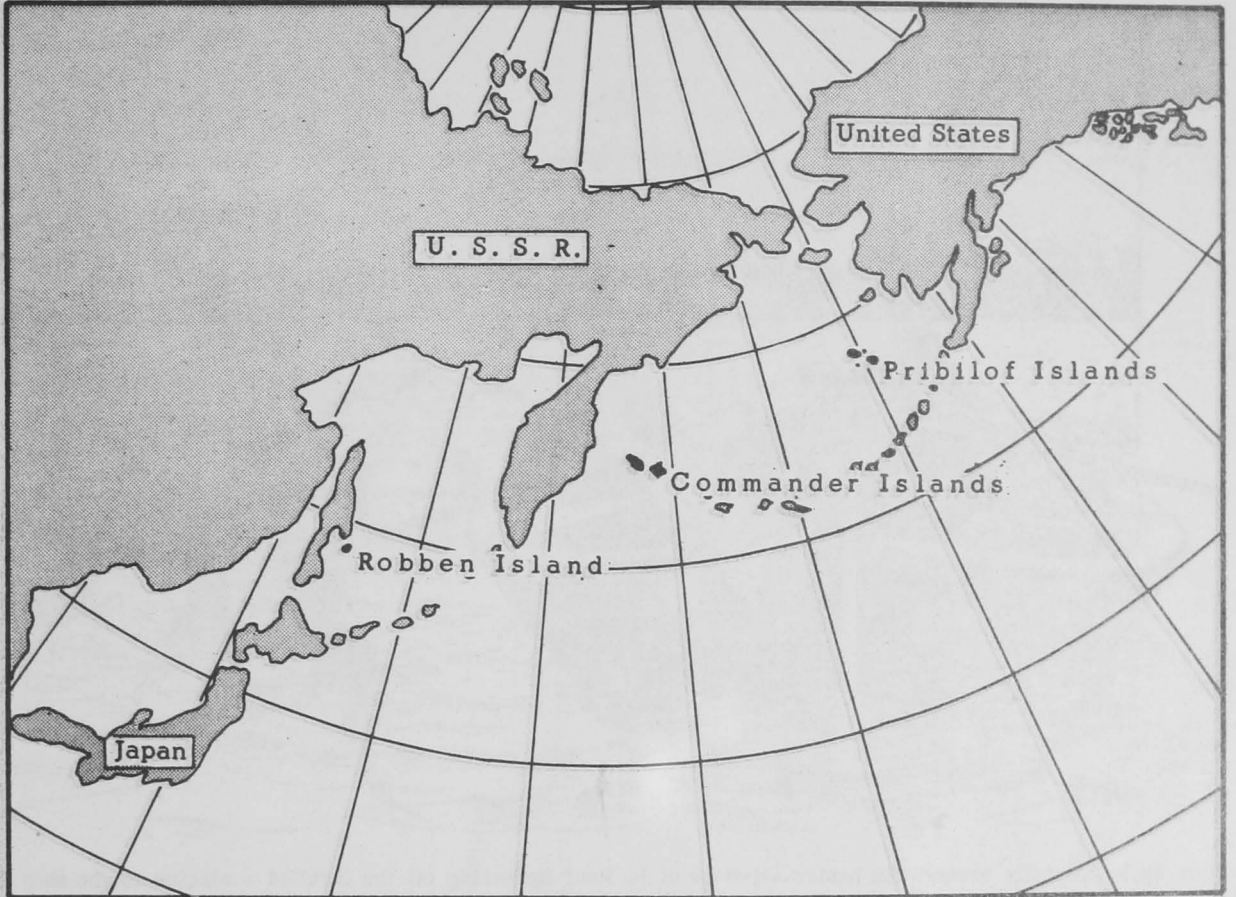 United States
U. S. S. R.
Pribilof Islands
Commander Islands
Robben Island
Japan